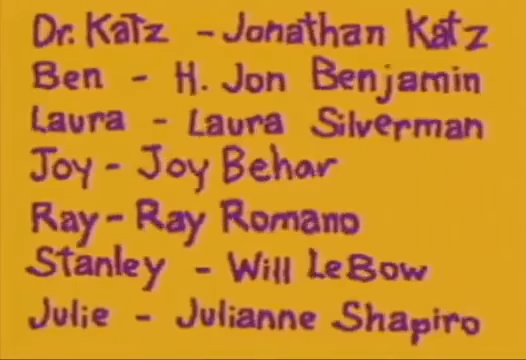 Dr. Katz - Jonathan Katz
Ben - H. Jon Benjamin
Laura - Laura Silverman
Joy - Joy Behar
Ray - Ray Romano
Stanley - Will LeBow
Julie - Julianne Shapiro